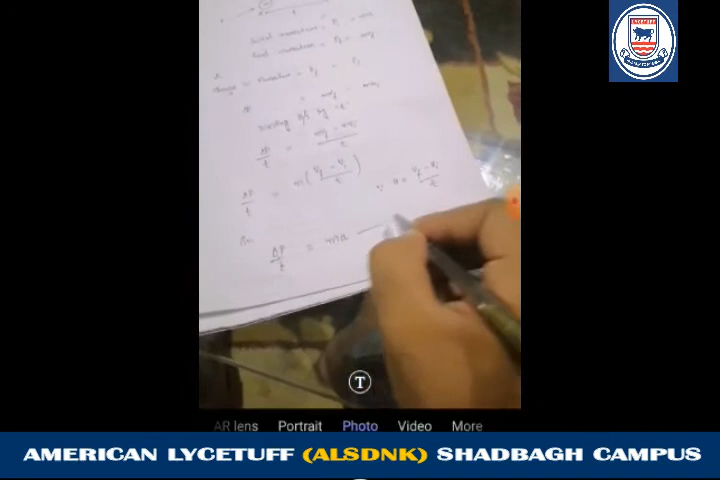 Initial momentum = Pi = mvi
final momentum = Pf = mvf
Change in momentum = Pf - Pi
= mvf - mvi
Dividing B/S by "t"
ΔP/t = mvf - mvi/t
ΔP/t = m(vf - vi/t) ∵ a = vf - vi/t
So
ΔP/t = ma
T
AR lens Portrait Photo Video More
AMERICAN LYCETUFF (ALSDNK) SHADBAGH CAMPUS